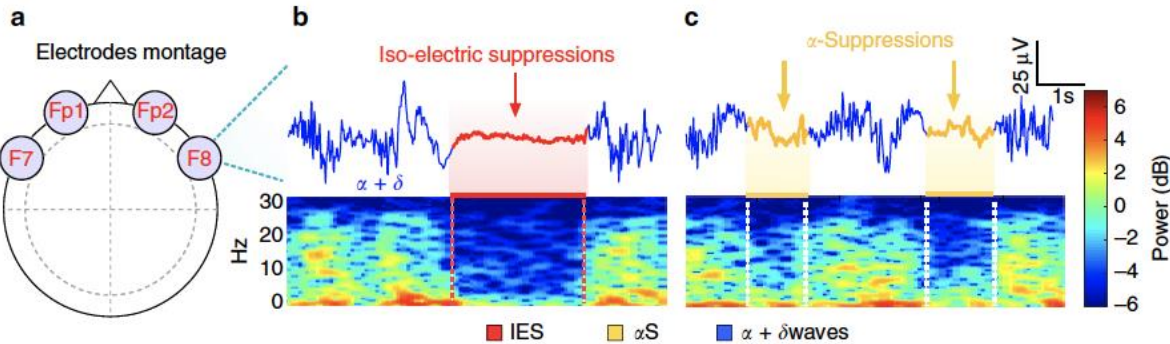 a
Electrodes montage
Fp1 Fp2
F7 F8
b
Iso-electric suppressions
α + δ
30
20
10
0
Hz
c
α-Suppressions
25 μV
1s
6
4
2
0
−2
−4
−6
Power (dB)
IES αS α + δwaves